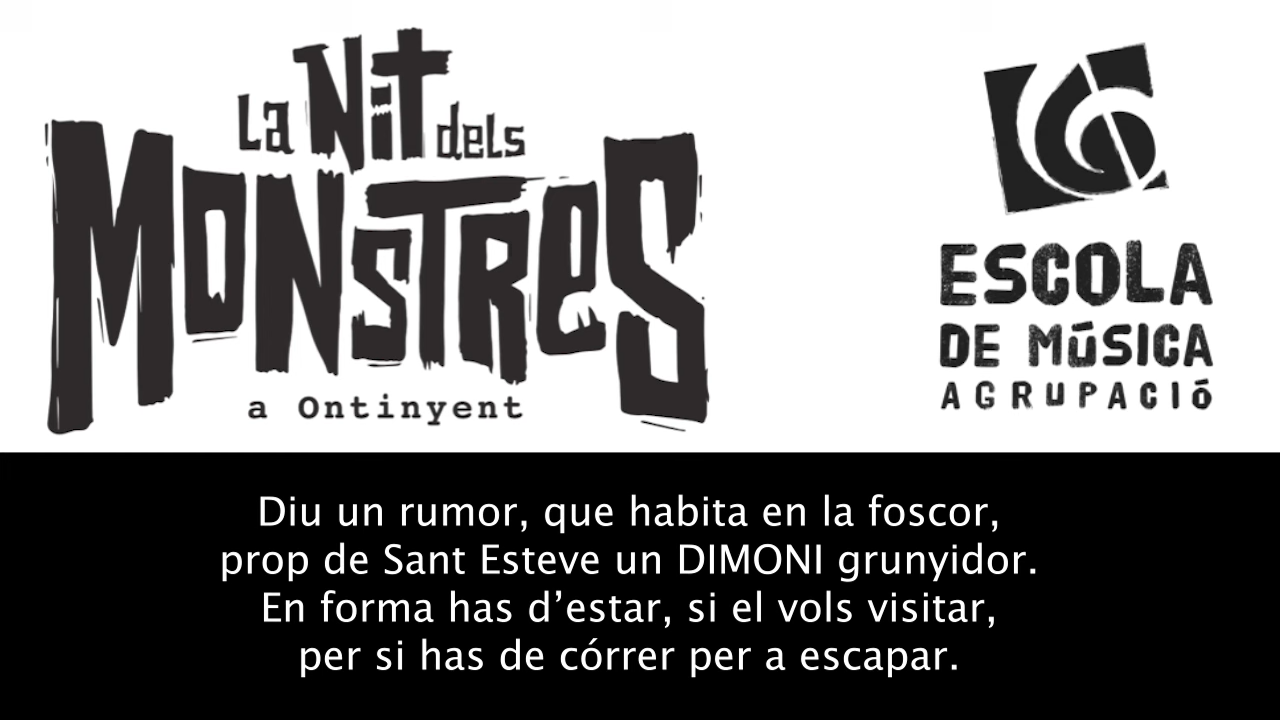 La Nit dels
MONSTRES
a Ontinyent
ESCOLA
DE MÚSICA
AGRUPACIÓ
Diu un rumor, que habita en la foscor,
prop de Sant Esteve un DIMONI grunyidor.
En forma has d’estar, si el vols visitar,
per si has de córrer per a escapar.